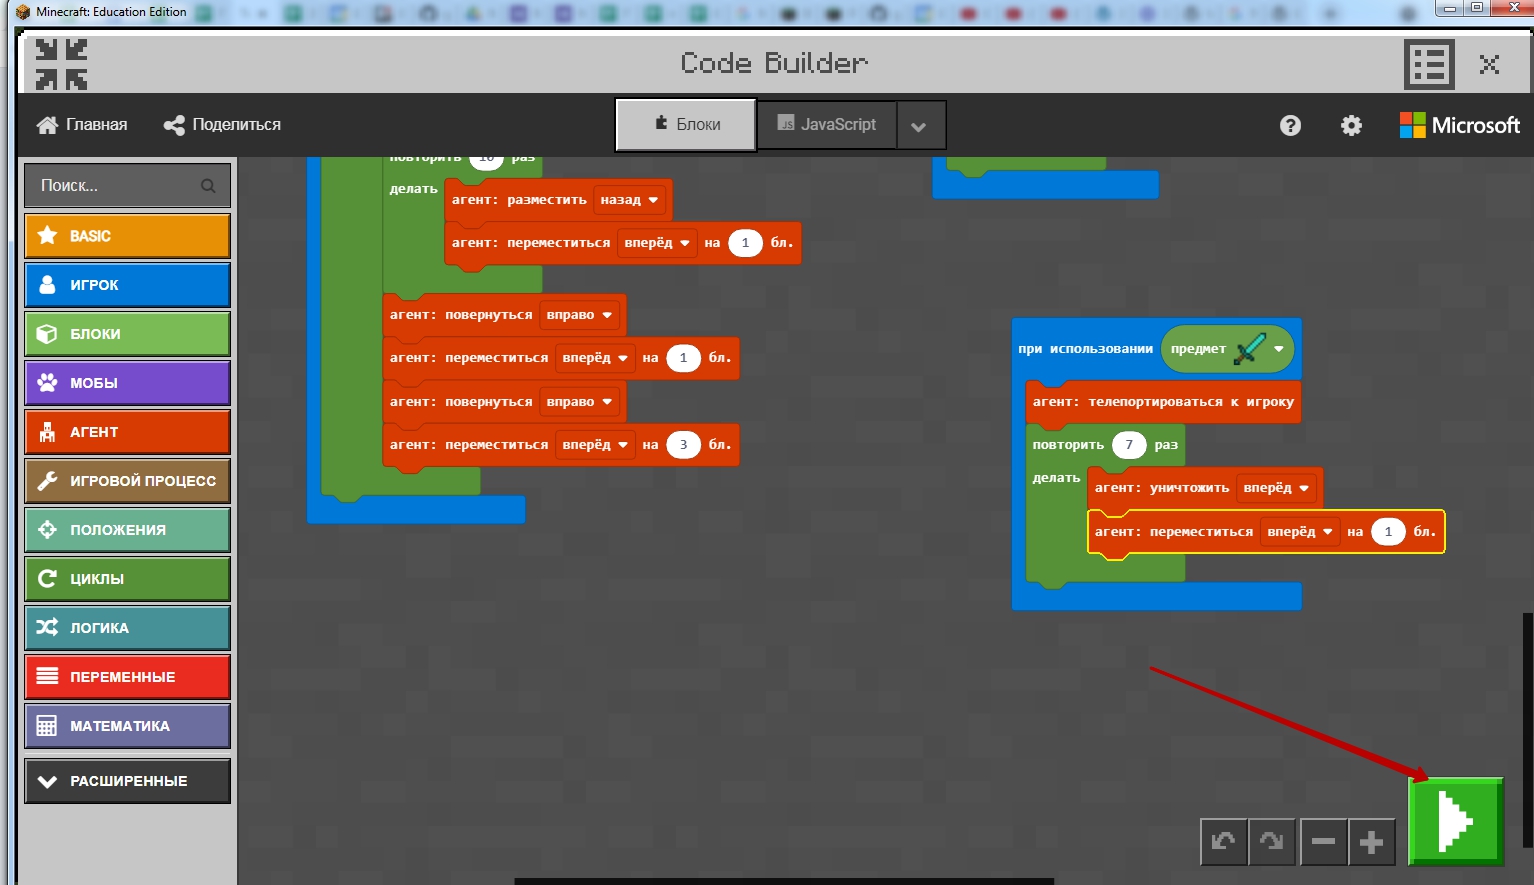 Minecraft: Education Edition
Code Builder
Главная
Поделиться
Блоки
JS JavaScript
Microsoft
Поиск...
BASIC
ИГРОК
БЛОКИ
МОБЫ
АГЕНТ
ИГРОВОЙ ПРОЦЕСС
ПОЛОЖЕНИЯ
ЦИКЛЫ
ЛОГИКА
ПЕРЕМЕННЫЕ
МАТЕМАТИКА
РАСШИРЕННЫЕ
повторить 10 раз
делать
агент: разместить назад
агент: переместиться вперёд на 1 бл.
агент: повернуться вправо
агент: переместиться вперёд на 1 бл.
агент: повернуться вправо
агент: переместиться вперёд на 3 бл.
при использовании предмет
агент: телепортироваться к игроку
повторить 7 раз
делать
агент: уничтожить вперёд
агент: переместиться вперёд на 1 бл.